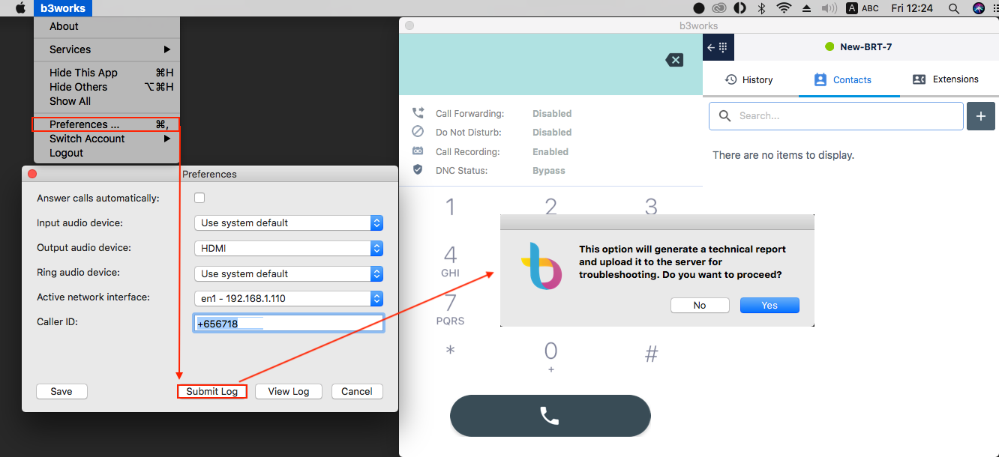 b3works
ABC
Fri 12:24
About
Services
Hide This App ⌘H
Hide Others ⌥⌘H
Show All
Preferences ... ⌘,
Switch Account
Logout
Preferences
Answer calls automatically:
Input audio device: Use system default
Output audio device: HDMI
Ring audio device: Use system default
Active network interface: en1 - 192.168.1.110
Caller ID: +656718
Save
Submit Log
View Log
Cancel
b3works
Call Forwarding: Disabled
Do Not Disturb: Disabled
Call Recording: Enabled
DNC Status: Bypass
1
2
3
4
GHI
7
PQRS
*
0
+
#
New-BRT-7
History
Contacts
Extensions
Search...
+
There are no items to display.
This option will generate a technical report
and upload it to the server for
troubleshooting. Do you want to proceed?
No
Yes